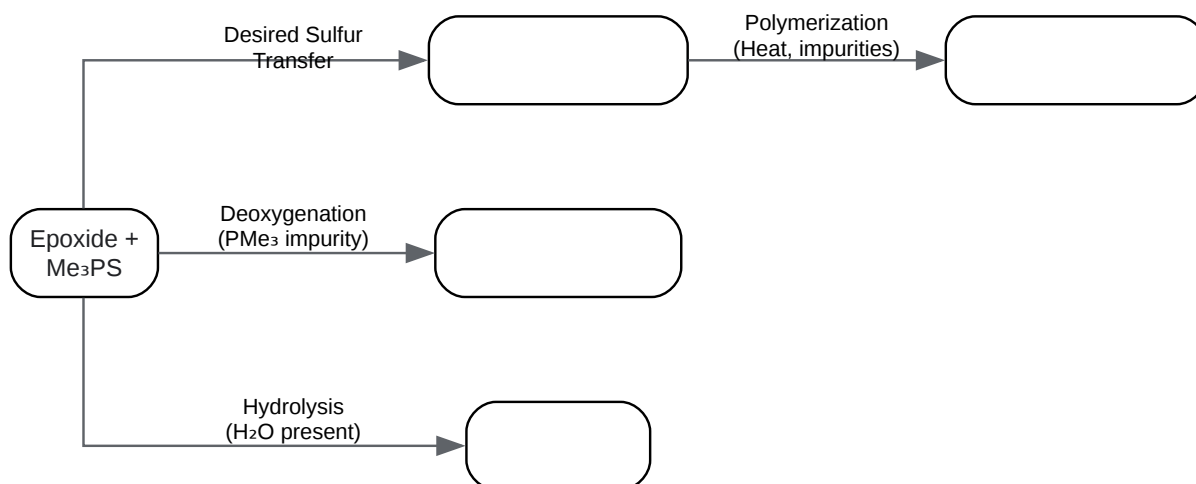 Desired Sulfur
Transfer
Polymerization
(Heat, impurities)
Epoxide +
Me₃PS
Deoxygenation
(PMe₃ impurity)
Hydrolysis
(H₂O present)